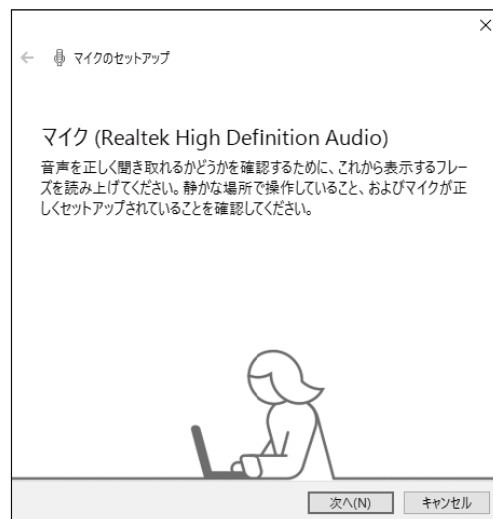 マイクのセットアップ
マイク (Realtek High Definition Audio)
音声を正しく聞き取れるかどうかを確認するために、これから表示するフレー
ズを読み上げてください。静かな場所で操作していること、およびマイクが正
しくセットアップされていることを確認してください。
次へ(N)
キャンセル